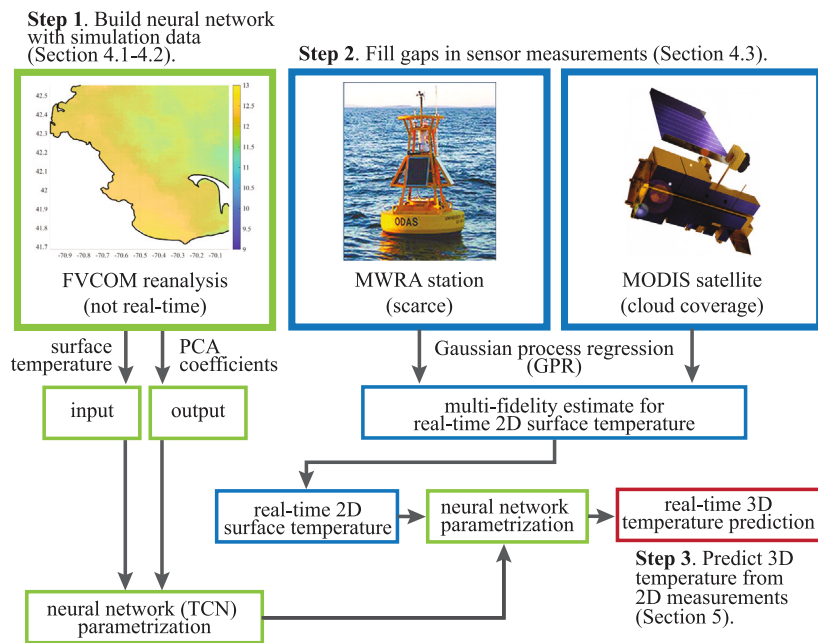 Step 1. Build neural network
with simulation data
(Section 4.1-4.2).
Step 2. Fill gaps in sensor measurements (Section 4.3).
42.5
42.4
42.3
42.2
42.1
42
41.9
41.8
41.7
-70.9 -70.8 -70.7 -70.6 -70.5 -70.4 -70.3 -70.2 -70.1
13
12.5
12
11.5
11
10.5
10
9.5
9
FVCOM reanalysis
(not real-time)
ODAS
MWRA station
(scarce)
MODIS satellite
(cloud coverage)
surface
temperature
PCA
coefficients
Gaussian process regression
(GPR)
input
output
multi-fidelity estimate for
real-time 2D surface temperature
real-time 2D
surface temperature
neural network
parametrization
real-time 3D
temperature prediction
Step 3. Predict 3D
temperature from
2D measurements
(Section 5).
neural network (TCN)
parametrization